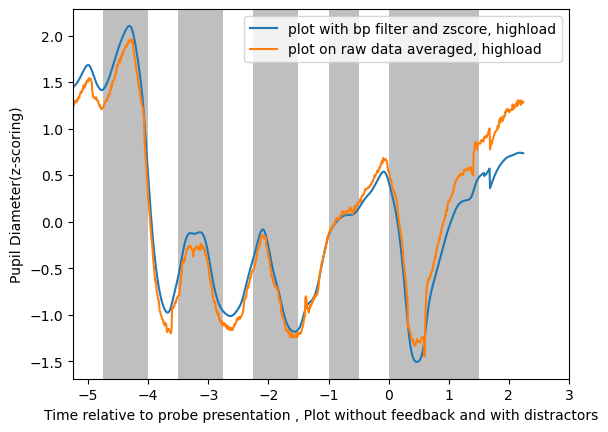 plot with bp filter and zscore, highload
plot on raw data averaged, highload
Pupil Diameter(z-scoring)
2.0
1.5
1.0
0.5
0.0
−0.5
−1.0
−1.5
−5 −4 −3 −2 −1 0 1 2 3
Time relative to probe presentation , Plot without feedback and with distractors